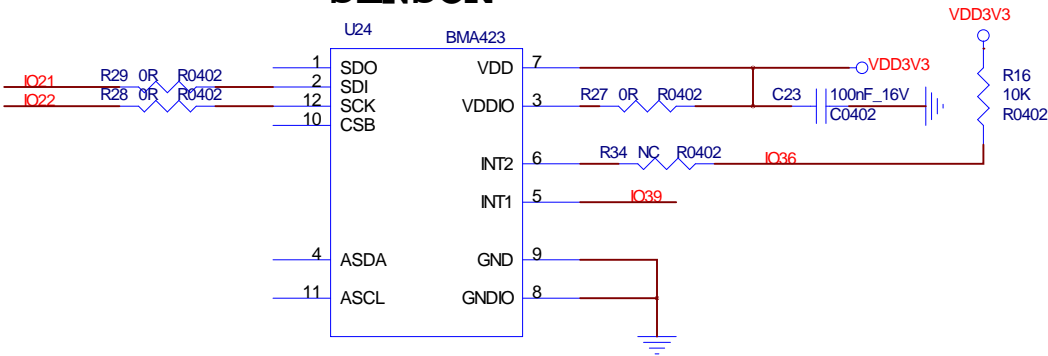 SENSOR
VDD3V3
U24
BMA423
1 SDO VDD 7 VDD3V3
IO21 R29 0R R0402 2 SDI R16
IO22 R28 0R R0402 12 SCK VDDIO 3 R27 0R R0402 C23 100nF_16V 10K
10 CSB C0402 R0402
INT2 6 R34 NC R0402 IO36
INT1 5 IO39
4 ASDA GND 9
11 ASCL GNDIO 8